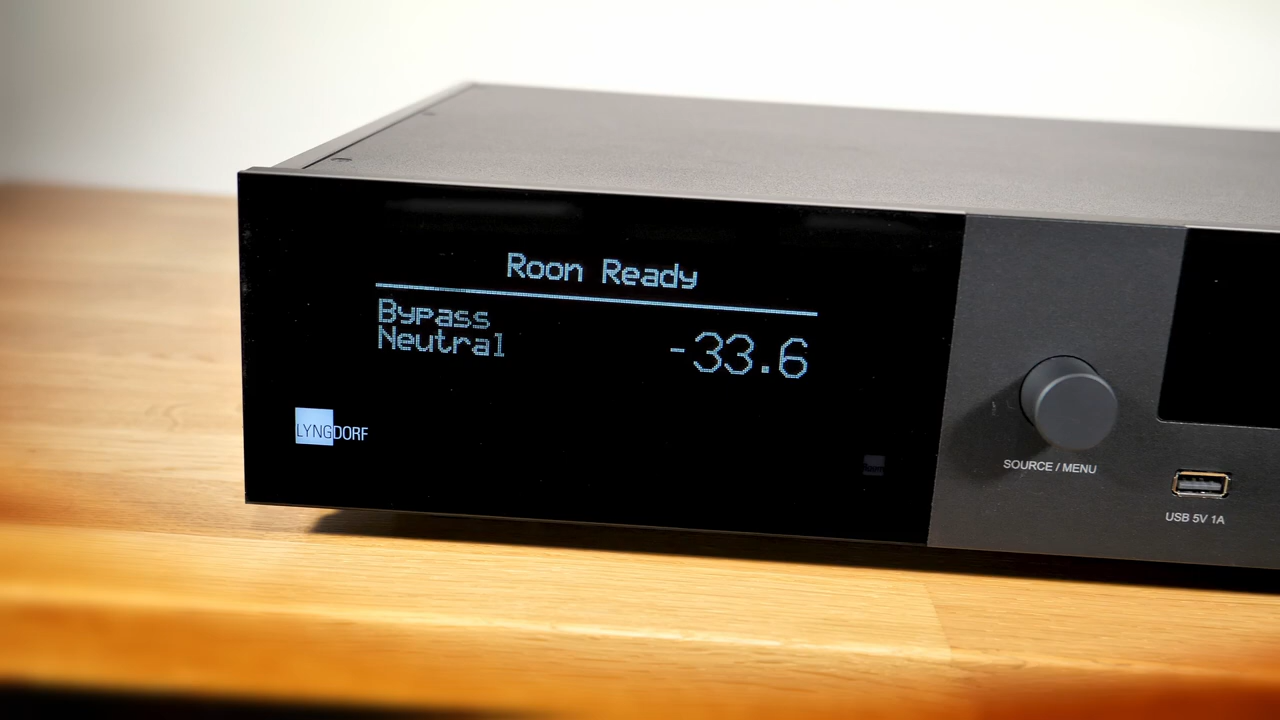 Roon Ready
Bypass
Neutral
-33.6
LYNGDORF
SOURCE / MENU
USB 5V 1A